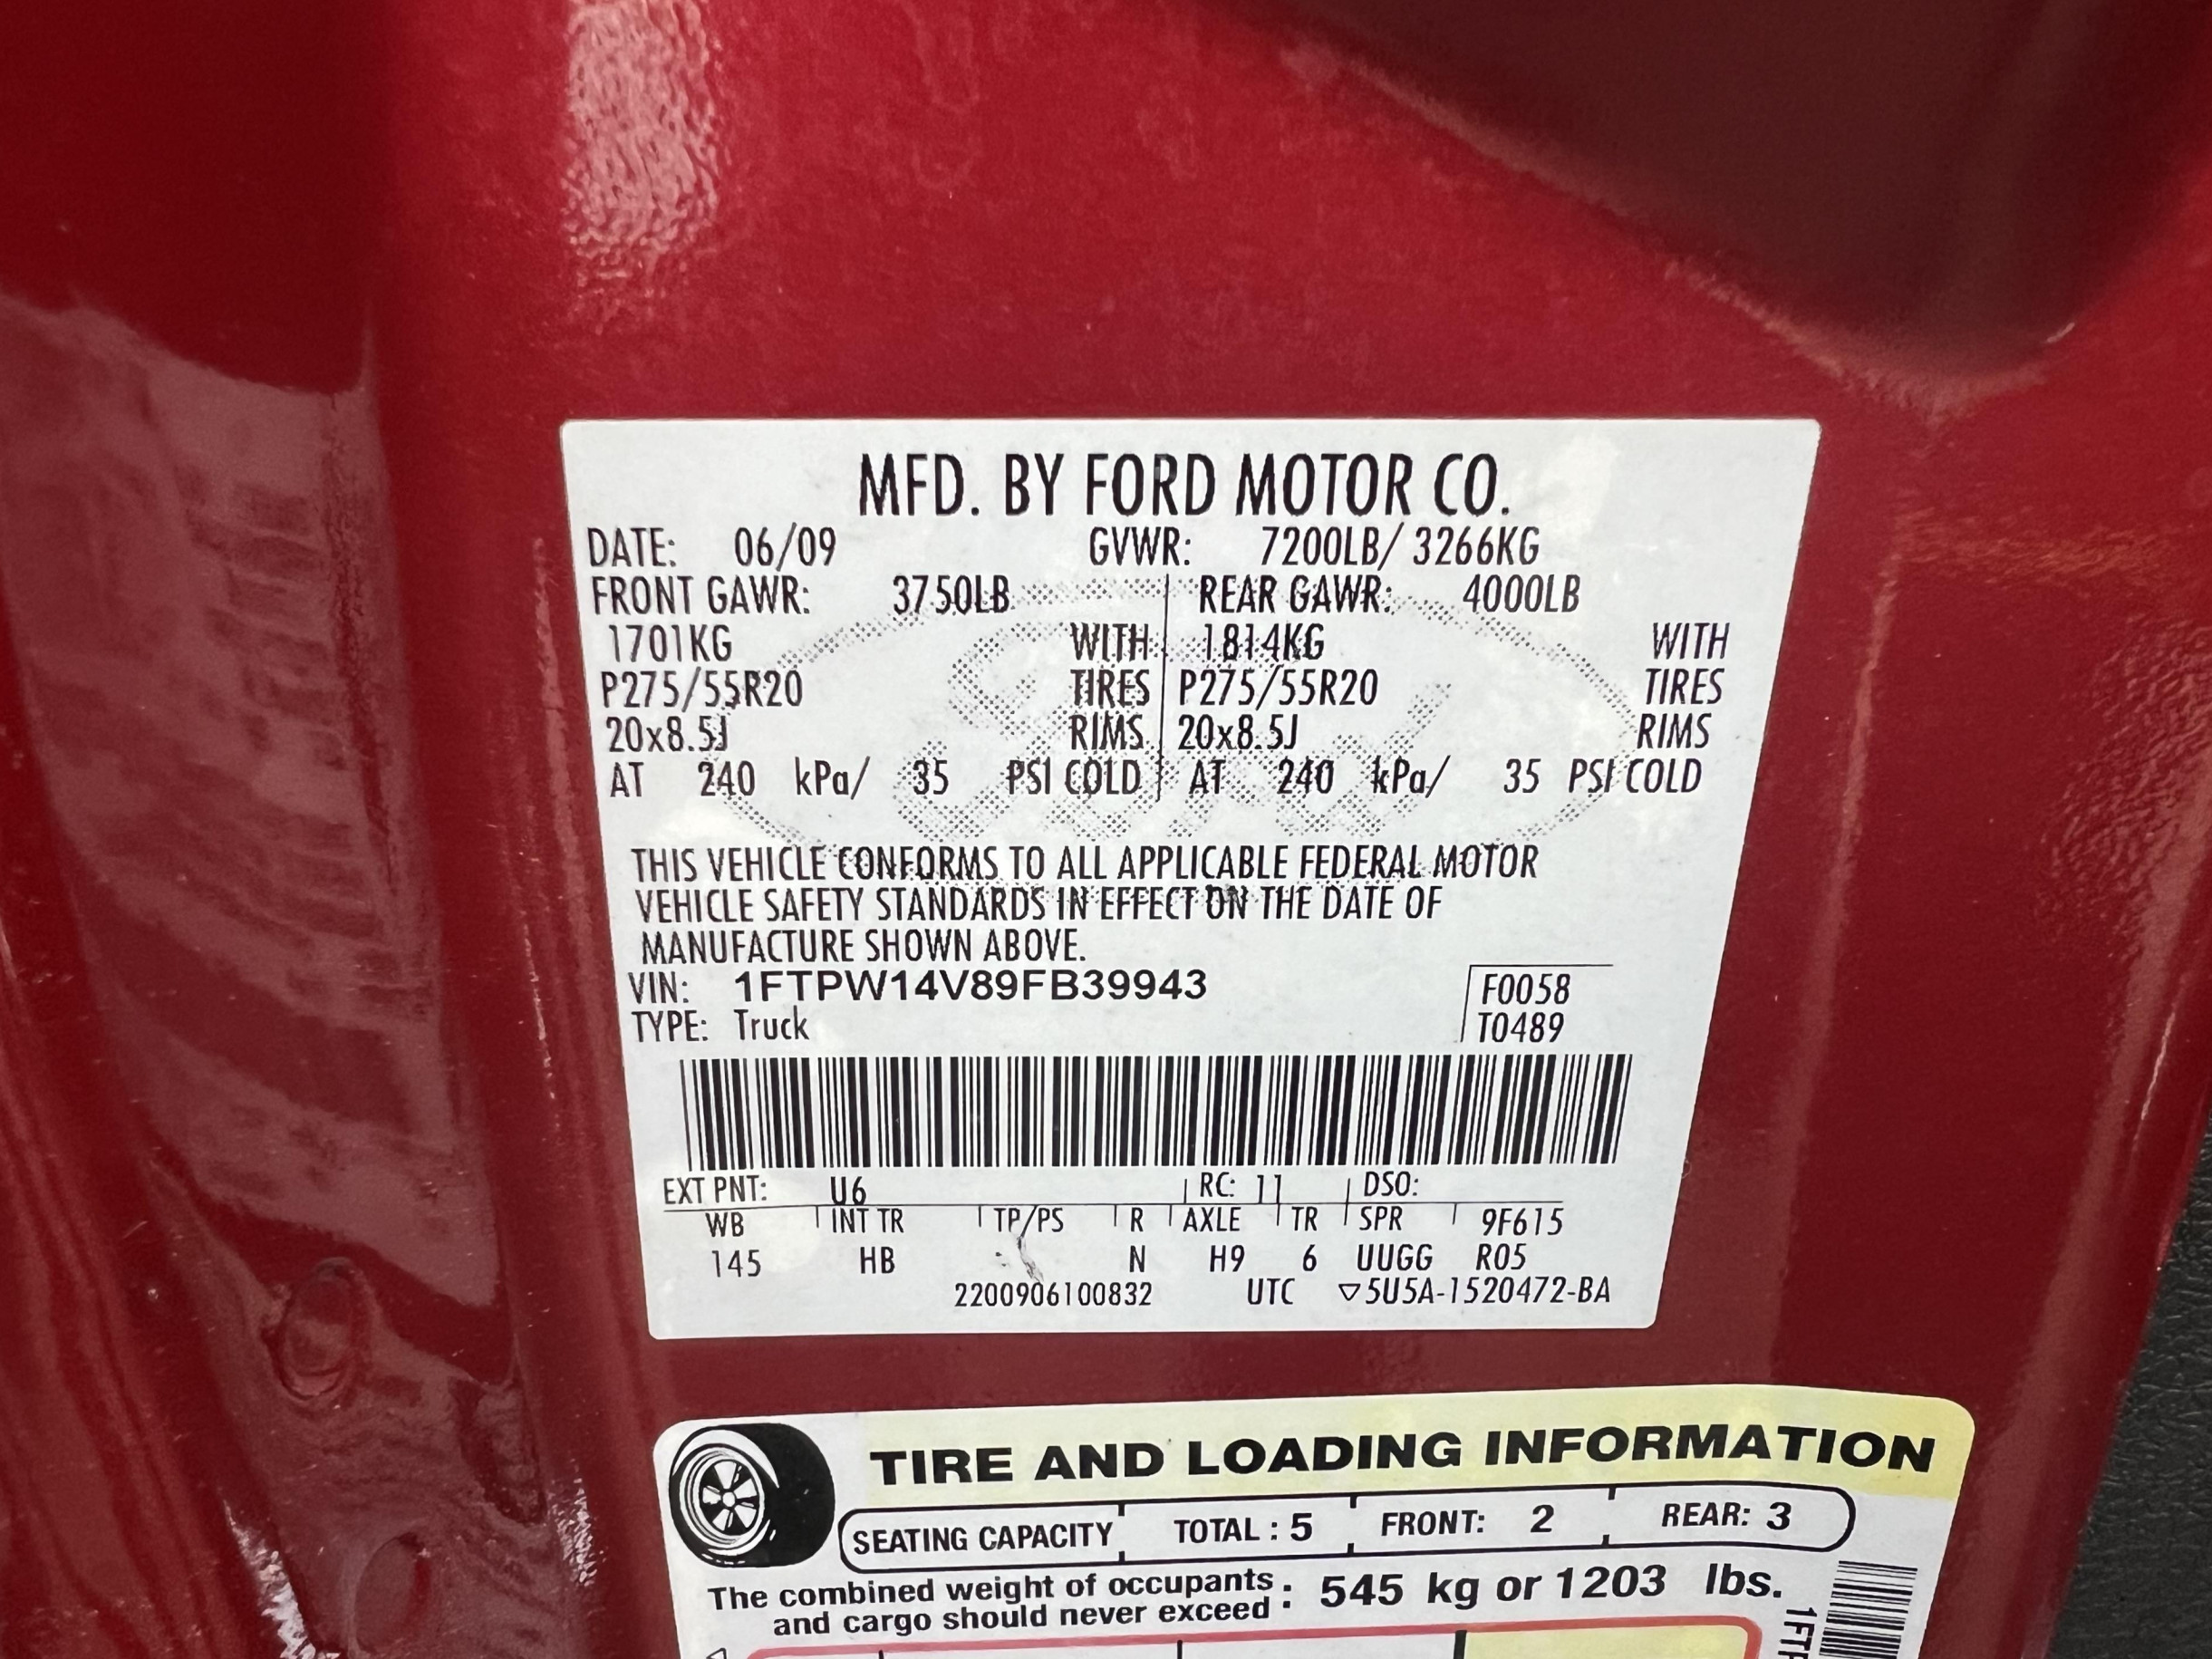 MFD. BY FORD MOTOR CO.
DATE: 06/09 GVWR: 7200LB/ 3266KG
FRONT GAWR: 3750LB REAR GAWR: 4000LB
1701KG WITH 1814KG WITH
P275/55R20 TIRES P275/55R20 TIRES
20x8.5J RIMS 20x8.5J RIMS
AT 240 kPa/ 35 PSI COLD AT 240 kPa/ 35 PSI COLD
THIS VEHICLE CONFORMS TO ALL APPLICABLE FEDERAL MOTOR
VEHICLE SAFETY STANDARDS IN EFFECT ON THE DATE OF
MANUFACTURE SHOWN ABOVE.
VIN: 1FTPW14V89FB39943 F0058
TYPE: Truck T0489
EXT PNT: U6 RC: 11 DSO:
WB INT TR TP/PS R AXLE TR SPR 9F615
145 HB N H9 6 UUGG R05
2200906100832 UTC ▽5U5A-1520472-BA
TIRE AND LOADING INFORMATION
SEATING CAPACITY TOTAL : 5 FRONT: 2 REAR: 3
The combined weight of occupants : 545 kg or 1203 lbs.
and cargo should never exceed :